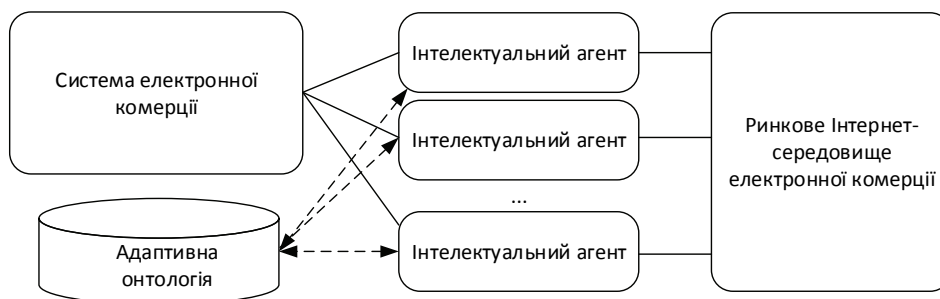 Система електронної
комерції
Адаптивна
онтологія
Інтелектуальний агент
Інтелектуальний агент
...
Інтелектуальний агент
Ринкове Інтернет-
середовище
електронної комерції